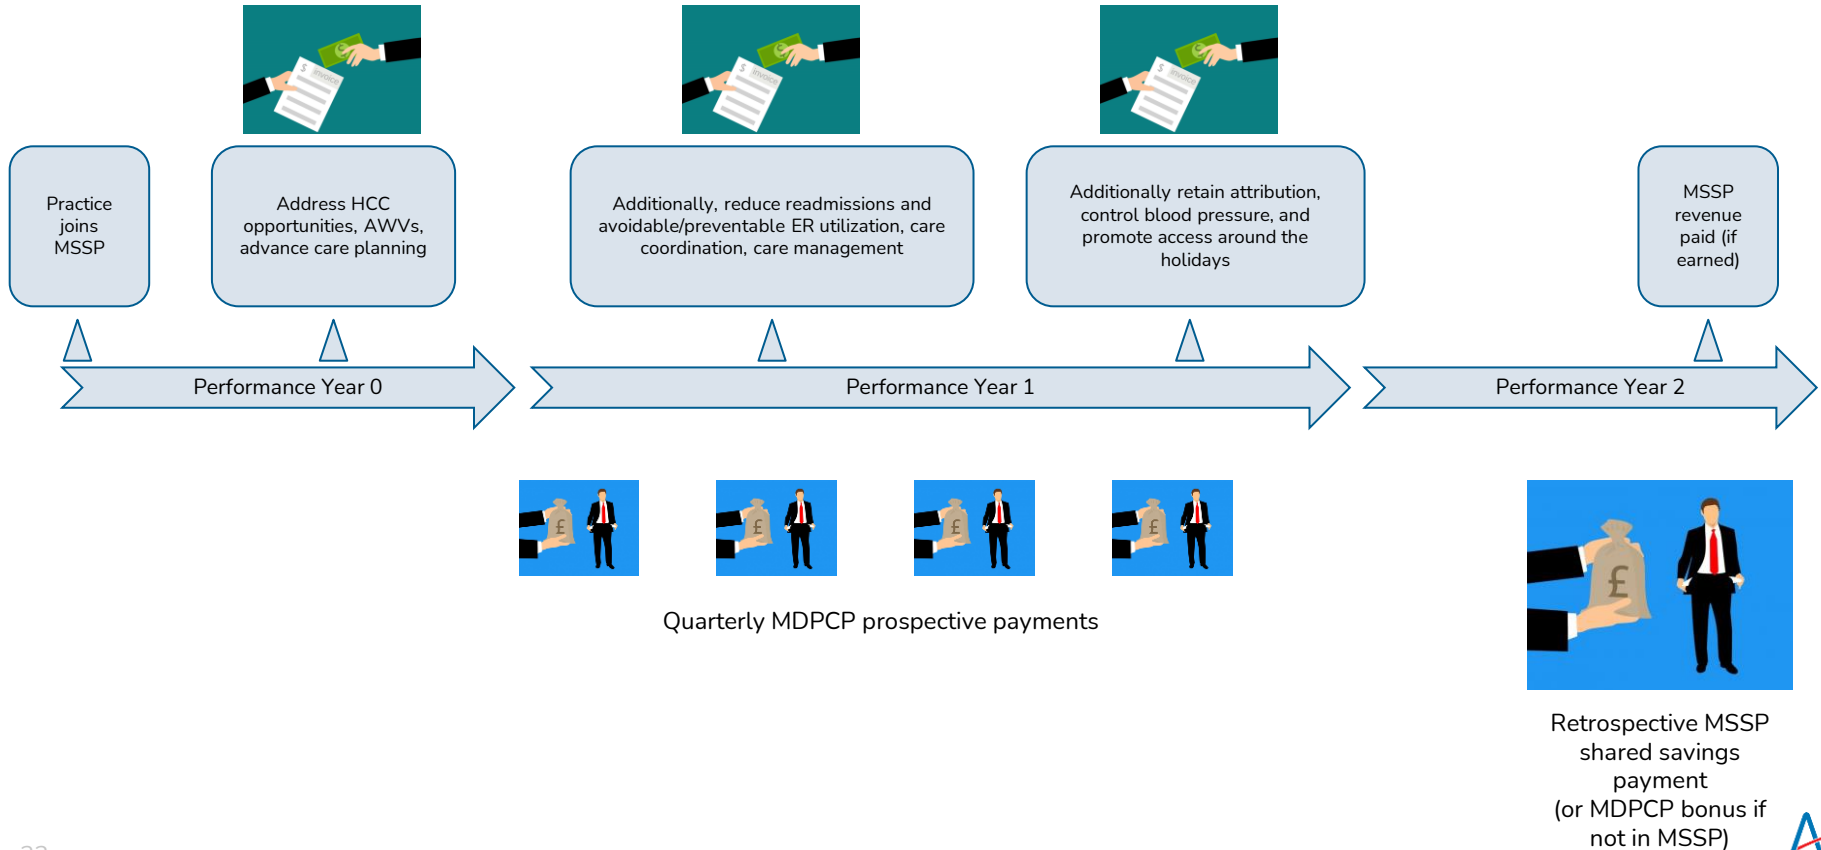 Practice
joins
MSSP
Address HCC
opportunities, AWVs,
advance care planning
Additionally, reduce readmissions and
avoidable/preventable ER utilization, care
coordination, care management
Additionally retain attribution,
control blood pressure, and
promote access around the
holidays
MSSP
revenue
paid (if
earned)
Performance Year 0
Performance Year 1
Performance Year 2
$ invoice
$ invoice
$ invoice
£
£
£
£
£
Quarterly MDPCP prospective payments
Retrospective MSSP
shared savings
payment
(or MDPCP bonus if
not in MSSP)